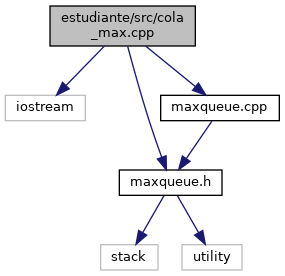 estudiante/src/cola
_max.cpp
iostream
maxqueue.cpp
maxqueue.h
stack
utility